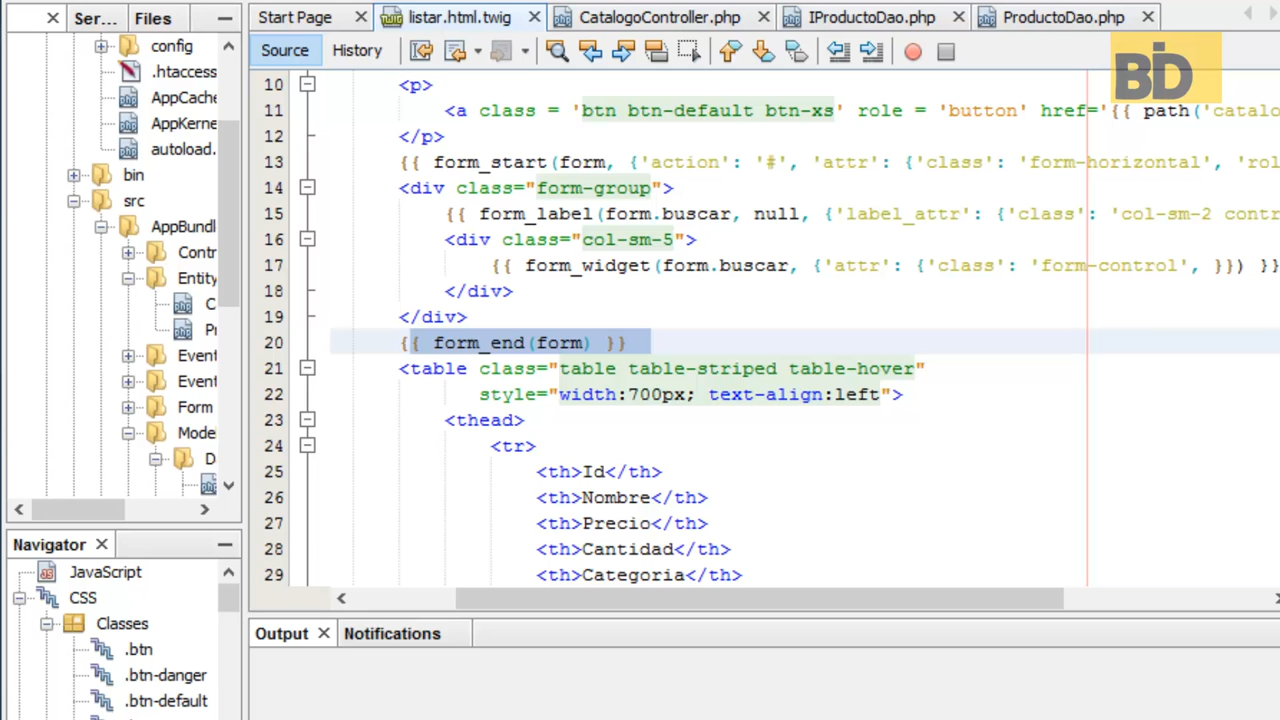 Ser... Files
config
.htaccess
AppCache
AppKerne
autoload.
bin
src
AppBundl
Contr
Entity
C
Pr
Event
Event
Form
Mode
D
Navigator
JavaScript
CSS
Classes
.btn
.btn-danger
.btn-default
Start Page listar.html.twig CatalogoController.php IProductoDao.php ProductoDao.php
Source History
BD
10 <p>
11 <a class = 'btn btn-default btn-xs' role = 'button' href='{{ path('catalo
12 </p>
13 {{ form_start(form, {'action': '#', 'attr': {'class': 'form-horizontal', 'rol
14 <div class="form-group">
15 {{ form_label(form.buscar, null, {'label_attr': {'class': 'col-sm-2 contr
16 <div class="col-sm-5">
17 {{ form_widget(form.buscar, {'attr': {'class': 'form-control', }}) }}
18 </div>
19 </div>
20 {{ form_end(form) }}
21 <table class="table table-striped table-hover"
22 style="width:700px; text-align:left">
23 <thead>
24 <tr>
25 <th>Id</th>
26 <th>Nombre</th>
27 <th>Precio</th>
28 <th>Cantidad</th>
29 <th>Categoria</th>
Output Notifications